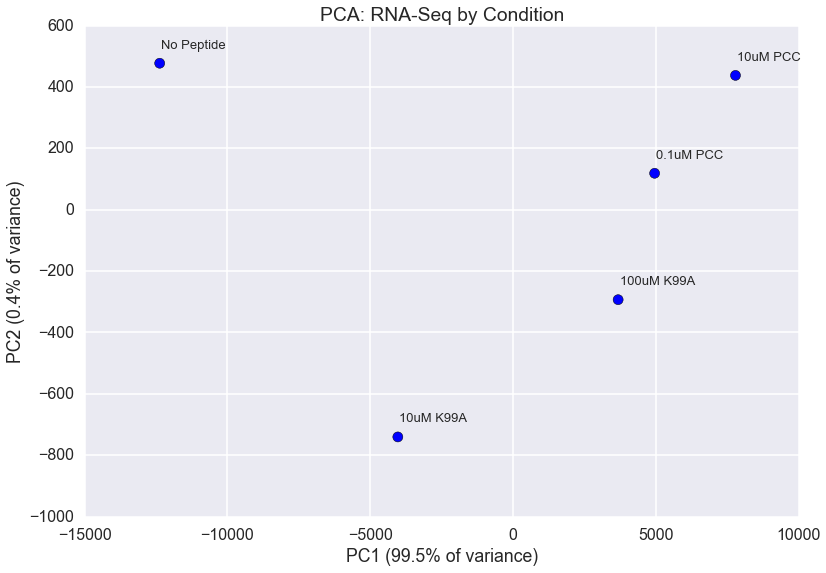 PCA: RNA-Seq by Condition
600
400
200
0
−200
−400
−600
−800
−1000
PC2 (0.4% of variance)
No Peptide
10uM PCC
0.1uM PCC
100uM K99A
10uM K99A
−15000
−10000
−5000
0
5000
10000
PC1 (99.5% of variance)